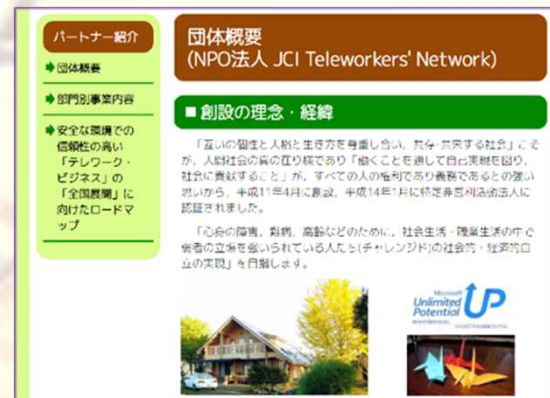 パートナー紹介
団体概要
部門別事業内容
安全な環境での
信頼性の高い
「テレワーク・
ビジネス」の
「全国展開」に
向けたロードマ
ップ
団体概要
(NPO法人 JCI Teleworkers' Network)
■創設の理念・経緯
「互いの個性と人格と生き方を尊重し合い、共存・共栄する社会」こそ
が、人間社会の真の在り様であり「働くことを通して自己実現を図り、
社会に貢献すること」が、すべての人の権利であり義務であるとの強い
思いから、平成11年4月に創設、平成14年1月に特定非営利活動法人に
認証されました。
「心身の障害、難病、高齢などのために、社会生活・職業生活の中で
弱者の立場を強いられている人たち(チャレンジド)の社会的・経済的自
立の実現」を目指します。
Microsoft
Unlimited
Potential
UP